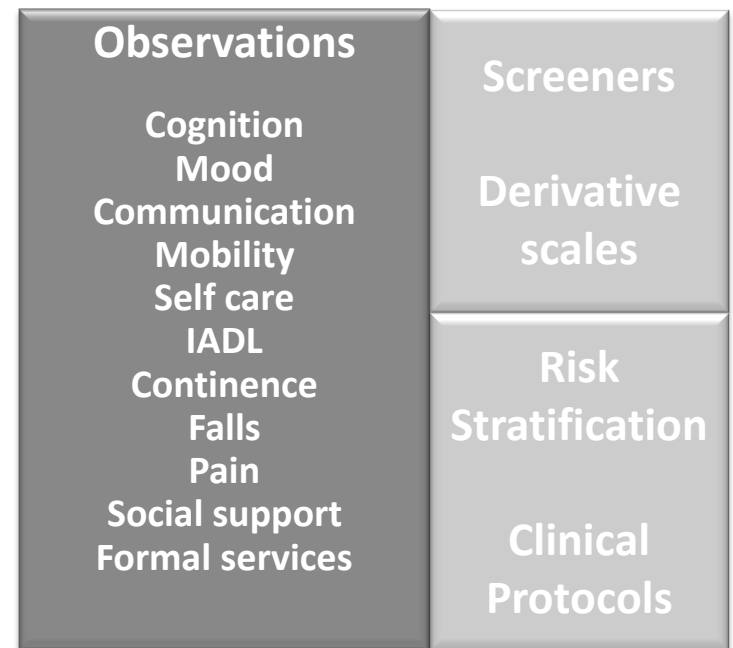 Observations
Cognition
Mood
Communication
Mobility
Self care
IADL
Continence
Falls
Pain
Social support
Formal services
Screeners
Derivative
scales
Risk
Stratification
Clinical
Protocols